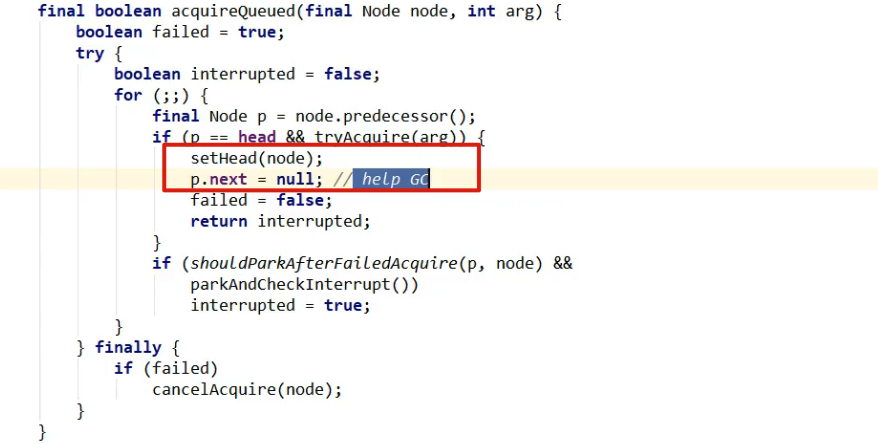 final boolean acquireQueued(final Node node, int arg) {
boolean failed = true;
try {
boolean interrupted = false;
for (;;) {
final Node p = node.predecessor();
if (p == head && tryAcquire(arg)) {
setHead(node);
p.next = null; // help GC
failed = false;
return interrupted;
}
if (shouldParkAfterFailedAcquire(p, node) &&
parkAndCheckInterrupt())
interrupted = true;
}
} finally {
if (failed)
cancelAcquire(node);
}
}